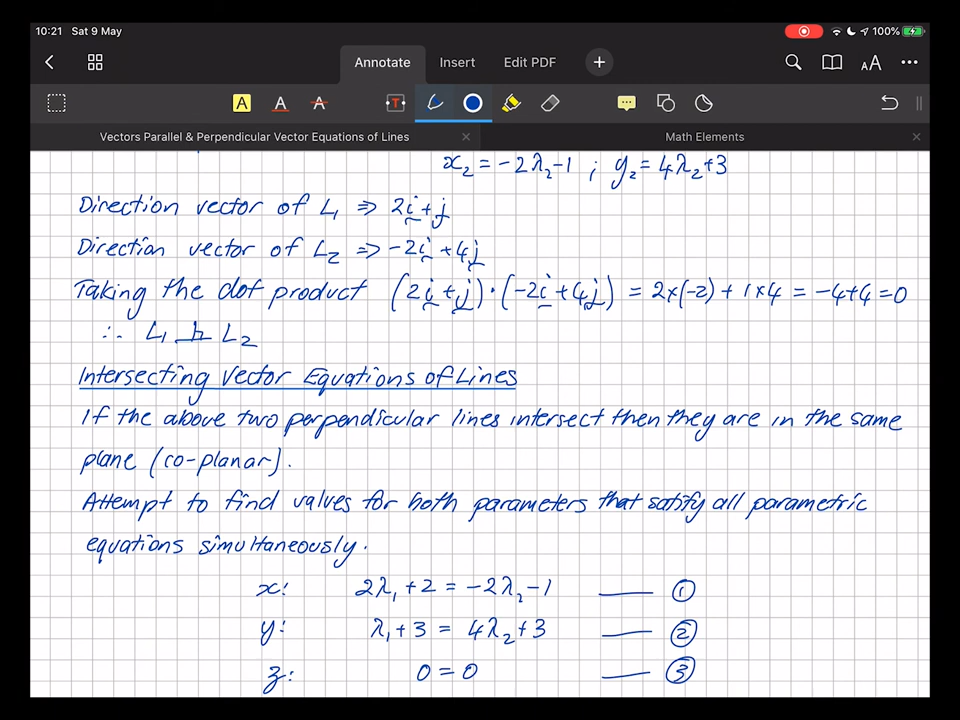 10:21 Sat 9 May 100%
Annotate Insert Edit PDF
Vectors Parallel & Perpendicular Vector Equations of Lines × Math Elements ×
x₂ = -2λ₂-1 ; y₂ = 4λ₂+3
Direction vector of L₁ ⇒ 2i+j
Direction vector of L₂ ⇒ -2i+4j
Taking the dot product (2i+j)·(-2i+4j) = 2×(-2)+1×4 = -4+4=0
∴ L₁ ⊥ L₂
Intersecting Vector Equations of Lines
If the above two perpendicular lines intersect then they are in the same
plane (co-planar).
Attempt to find values for both parameters that satisfy all parametric
equations simultaneously.
x: 2λ₁+2 = -2λ₂-1 —— ①
y: λ₁+3 = 4λ₂+3 —— ②
z: 0 = 0 —— ③